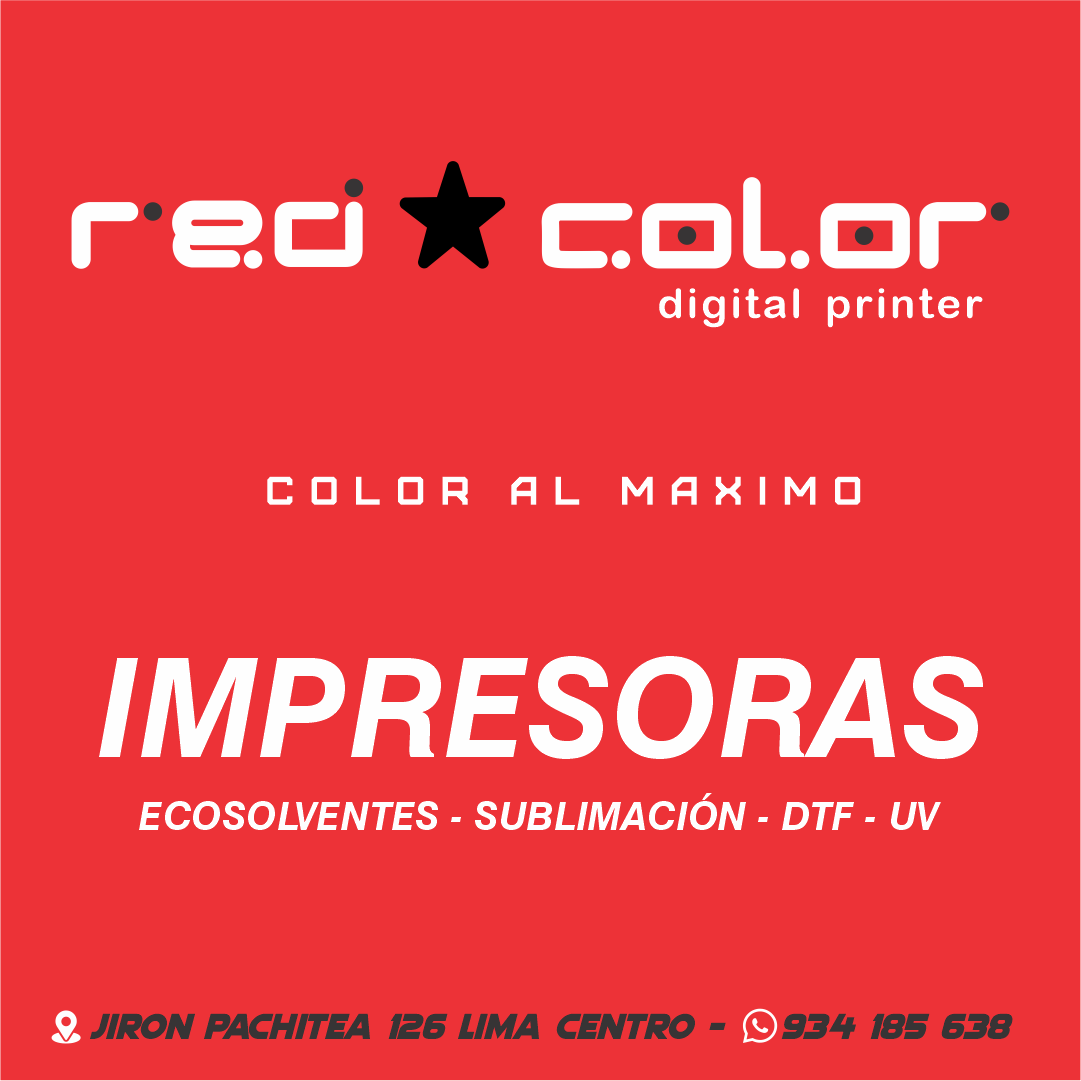 red color
digital printer
COLOR AL MAXIMO
IMPRESORAS
ECOSOLVENTES - SUBLIMACIÓN - DTF - UV
JIRON PACHITEA 126 LIMA CENTRO - 934 185 638